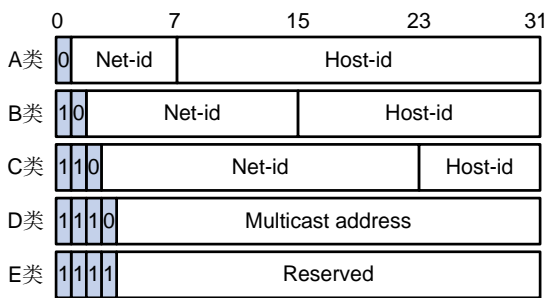 0 7 15 23 31
A类 0 Net-id Host-id
B类 1 0 Net-id Host-id
C类 1 1 0 Net-id Host-id
D类 1 1 1 0 Multicast address
E类 1 1 1 1 Reserved